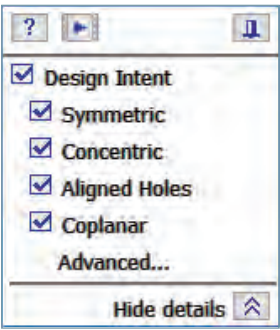 ?
Design Intent
Symmetric
Concentric
Aligned Holes
Coplanar
Advanced...
Hide details